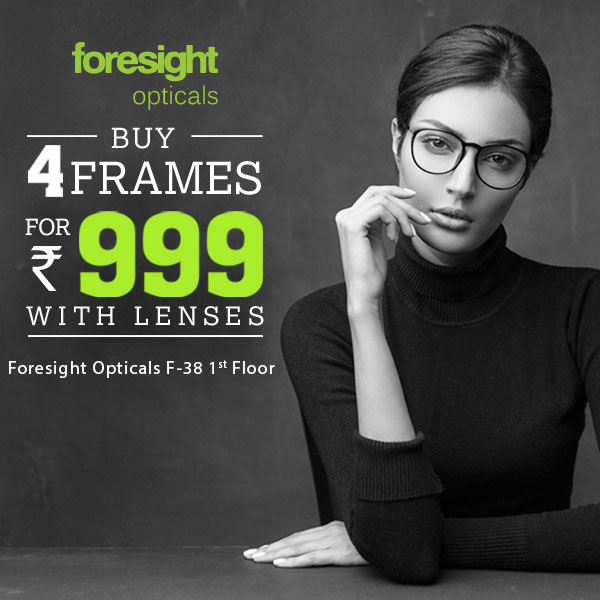 foresight
opticals
BUY
4 FRAMES
FOR
₹ 999
WITH LENSES
Foresight Opticals F-38 1st Floor